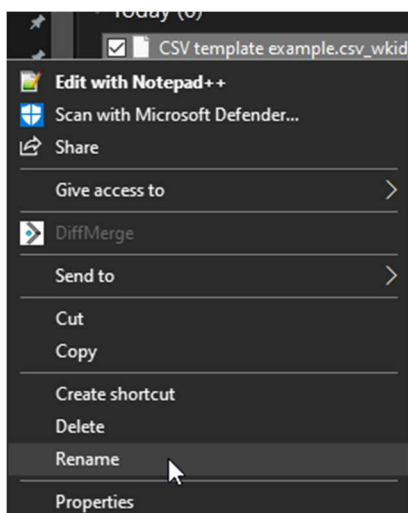 Today (6)
CSV template example.csv_wkid
Edit with Notepad++
Scan with Microsoft Defender...
Share
Give access to
DiffMerge
Send to
Cut
Copy
Create shortcut
Delete
Rename
Properties